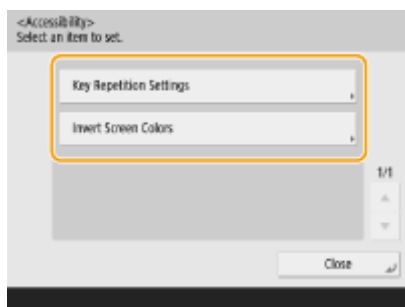 <Accessibility>
Select an item to set.
Key Repetition Settings
Invert Screen Colors
1/1
Close